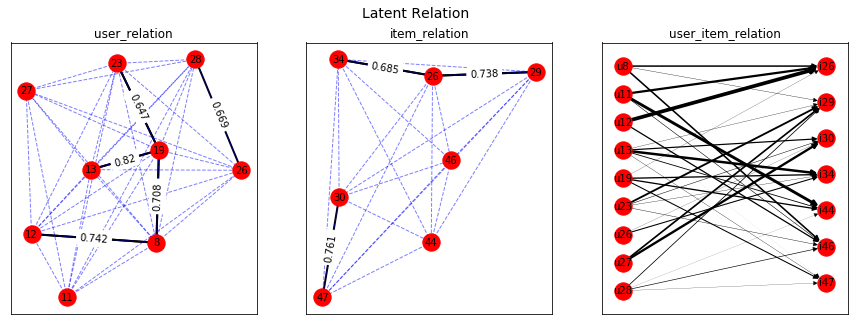 Latent Relation
user_relation
item_relation
user_item_relation
23
28
27
0.647
0.669
19
13
0.82
26
0.708
12
0.742
8
11
34
0.685
26
0.738
29
46
30
0.761
44
47
u8
u11
u12
u13
u19
u23
u26
u27
u28
i26
i29
i30
i34
i44
i46
i47